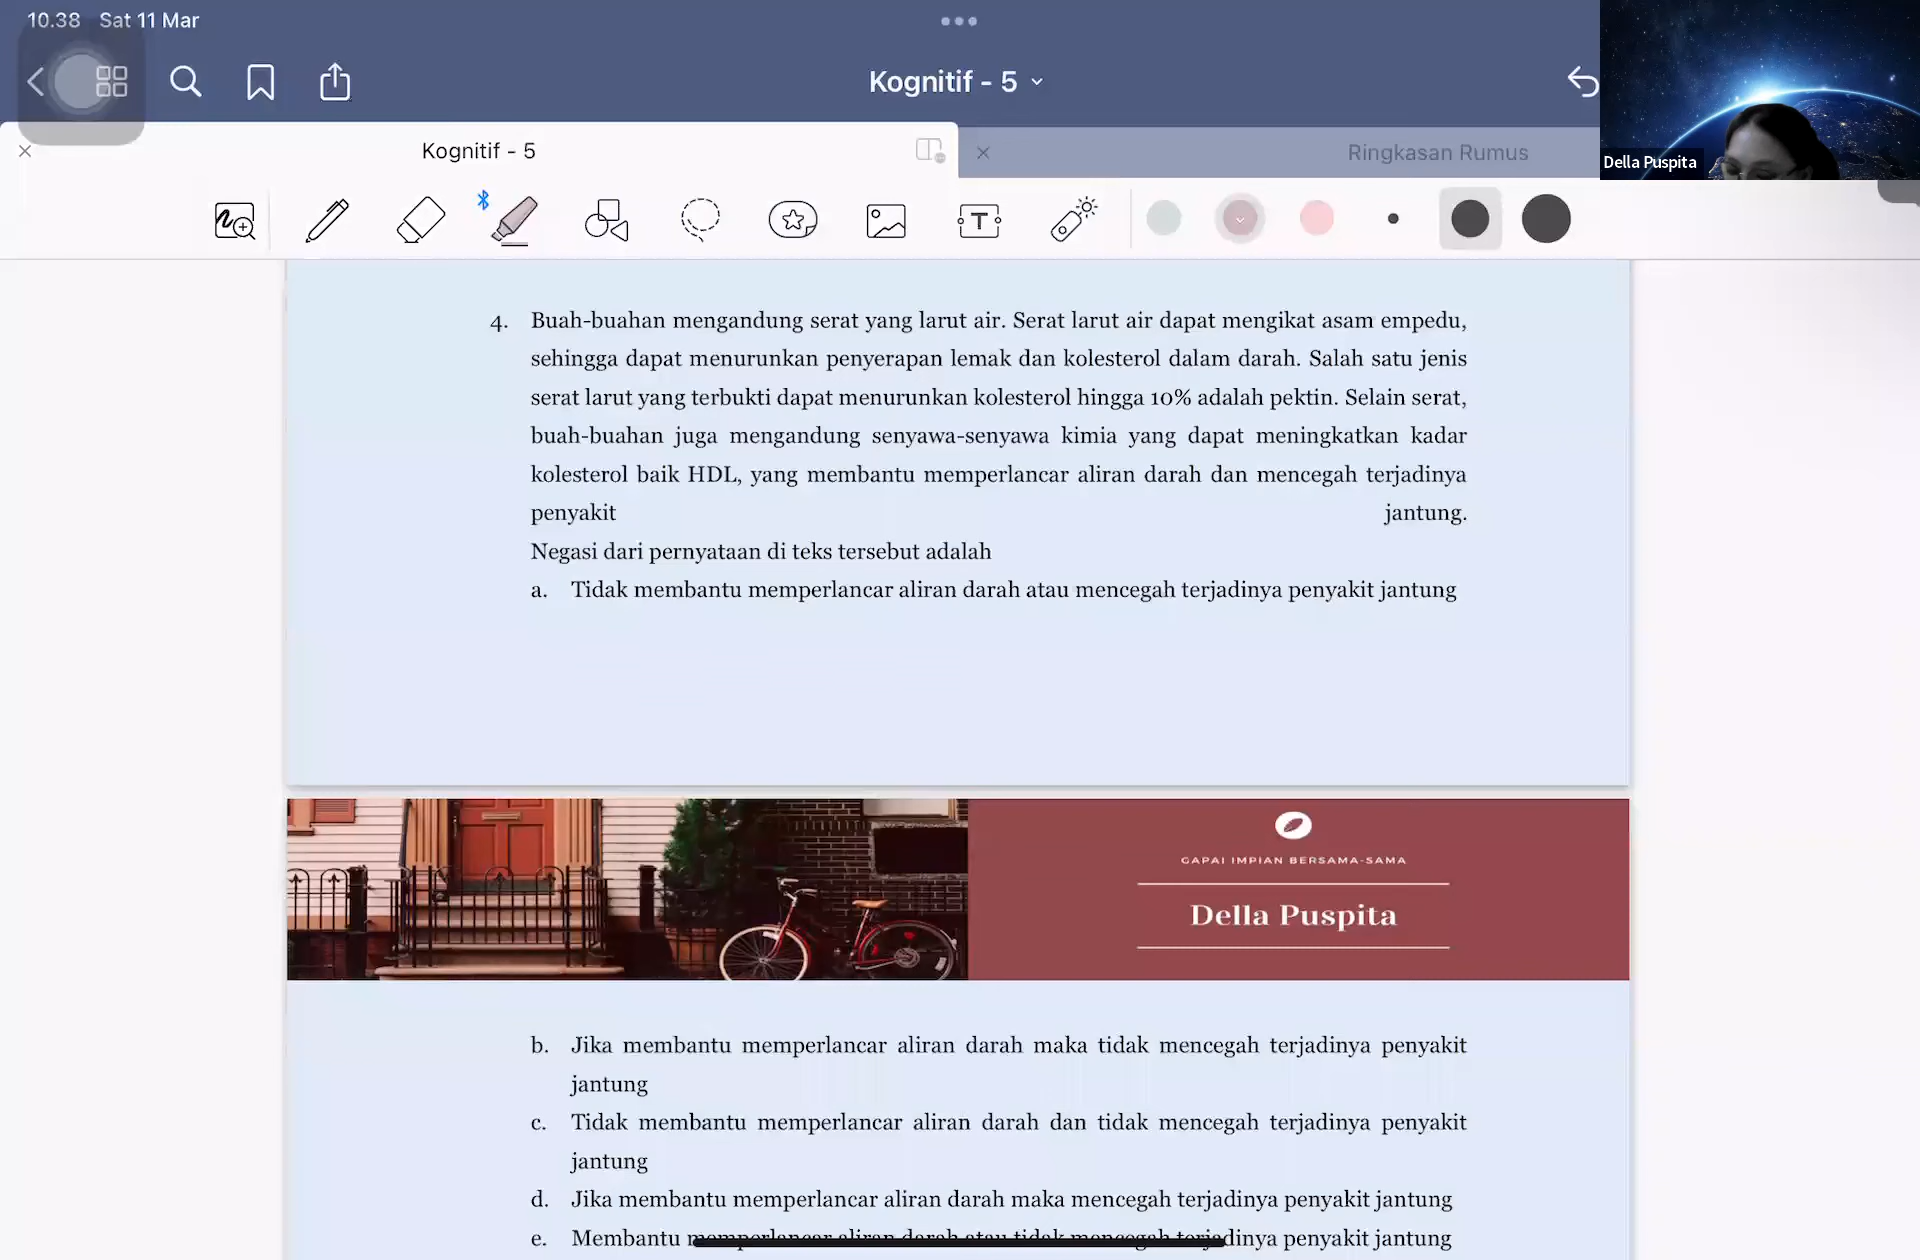 10.38 Sat 11 Mar
Kognitif - 5
Della Puspita
Kognitif - 5
Ringkasan Rumus
T
4. Buah-buahan mengandung serat yang larut air. Serat larut air dapat mengikat asam empedu,
sehingga dapat menurunkan penyerapan lemak dan kolesterol dalam darah. Salah satu jenis
serat larut yang terbukti dapat menurunkan kolesterol hingga 10% adalah pektin. Selain serat,
buah-buahan juga mengandung senyawa-senyawa kimia yang dapat meningkatkan kadar
kolesterol baik HDL, yang membantu memperlancar aliran darah dan mencegah terjadinya
penyakit jantung.
Negasi dari pernyataan di teks tersebut adalah
a. Tidak membantu memperlancar aliran darah atau mencegah terjadinya penyakit jantung
GAPAI IMPIAN BERSAMA-SAMA
Della Puspita
b. Jika membantu memperlancar aliran darah maka tidak mencegah terjadinya penyakit
jantung
c. Tidak membantu memperlancar aliran darah dan tidak mencegah terjadinya penyakit
jantung
d. Jika membantu memperlancar aliran darah maka mencegah terjadinya penyakit jantung
e. Membantu memperlancar aliran darah atau tidak mencegah terjadinya penyakit jantung